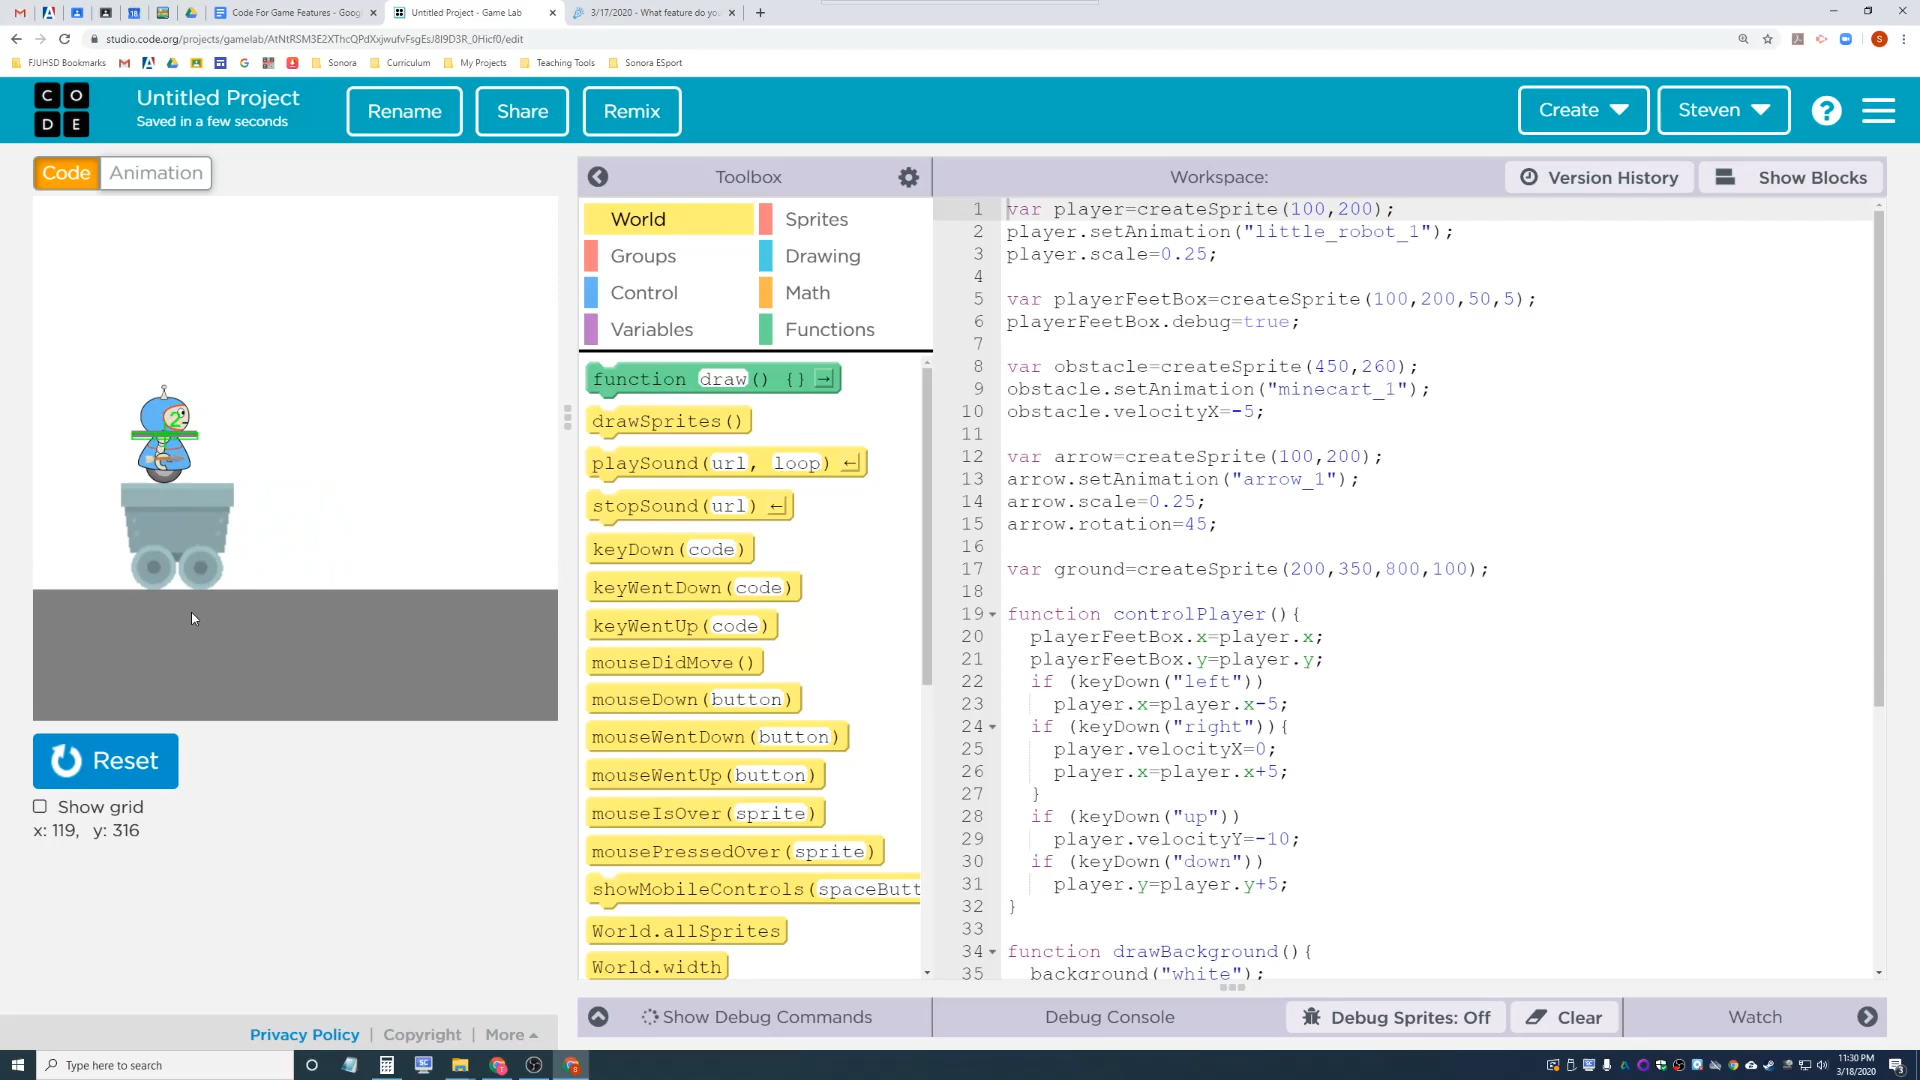 Code For Game Features - Goog
Untitled Project - Game Lab
3/17/2020 - What feature do you
studio.code.org/projects/gamelab/AtNtRSM3E2XThcQPdXxjwufvFsgEsJ8I9D3R_0Hicf0/edit
FJUHSD Bookmarks
Sonora
Curriculum
My Projects
Teaching Tools
Sonora ESport
C O
D E
Untitled Project
Saved in a few seconds
Rename
Share
Remix
Create
Steven
?
Code
Animation
Toolbox
Workspace:
Version History
Show Blocks
World
Sprites
Groups
Drawing
Control
Math
Variables
Functions
function draw() {}
drawSprites()
playSound(url, loop)
stopSound(url)
keyDown(code)
keyWentDown(code)
keyWentUp(code)
mouseDidMove()
mouseDown(button)
mouseWentDown(button)
mouseWentUp(button)
mouseIsOver(sprite)
mousePressedOver(sprite)
showMobileControls(spaceButt
World.allSprites
World.width
1 var player=createSprite(100,200);
2 player.setAnimation("little_robot_1");
3 player.scale=0.25;
4
5 var playerFeetBox=createSprite(100,200,50,5);
6 playerFeetBox.debug=true;
7
8 var obstacle=createSprite(450,260);
9 obstacle.setAnimation("minecart_1");
10 obstacle.velocityX=-5;
11
12 var arrow=createSprite(100,200);
13 arrow.setAnimation("arrow_1");
14 arrow.scale=0.25;
15 arrow.rotation=45;
16
17 var ground=createSprite(200,350,800,100);
18
19 function controlPlayer(){
20 playerFeetBox.x=player.x;
21 playerFeetBox.y=player.y;
22 if (keyDown("left"))
23 player.x=player.x-5;
24 if (keyDown("right")){
25 player.velocityX=0;
26 player.x=player.x+5;
27 }
28 if (keyDown("up"))
29 player.velocityY=-10;
30 if (keyDown("down"))
31 player.y=player.y+5;
32 }
33
34 function drawBackground(){
35 background("white");
2
Reset
Show grid
x: 119, y: 316
Privacy Policy | Copyright | More
Show Debug Commands
Debug Console
Debug Sprites: Off
Clear
Watch
Type here to search
11:30 PM
3/18/2020